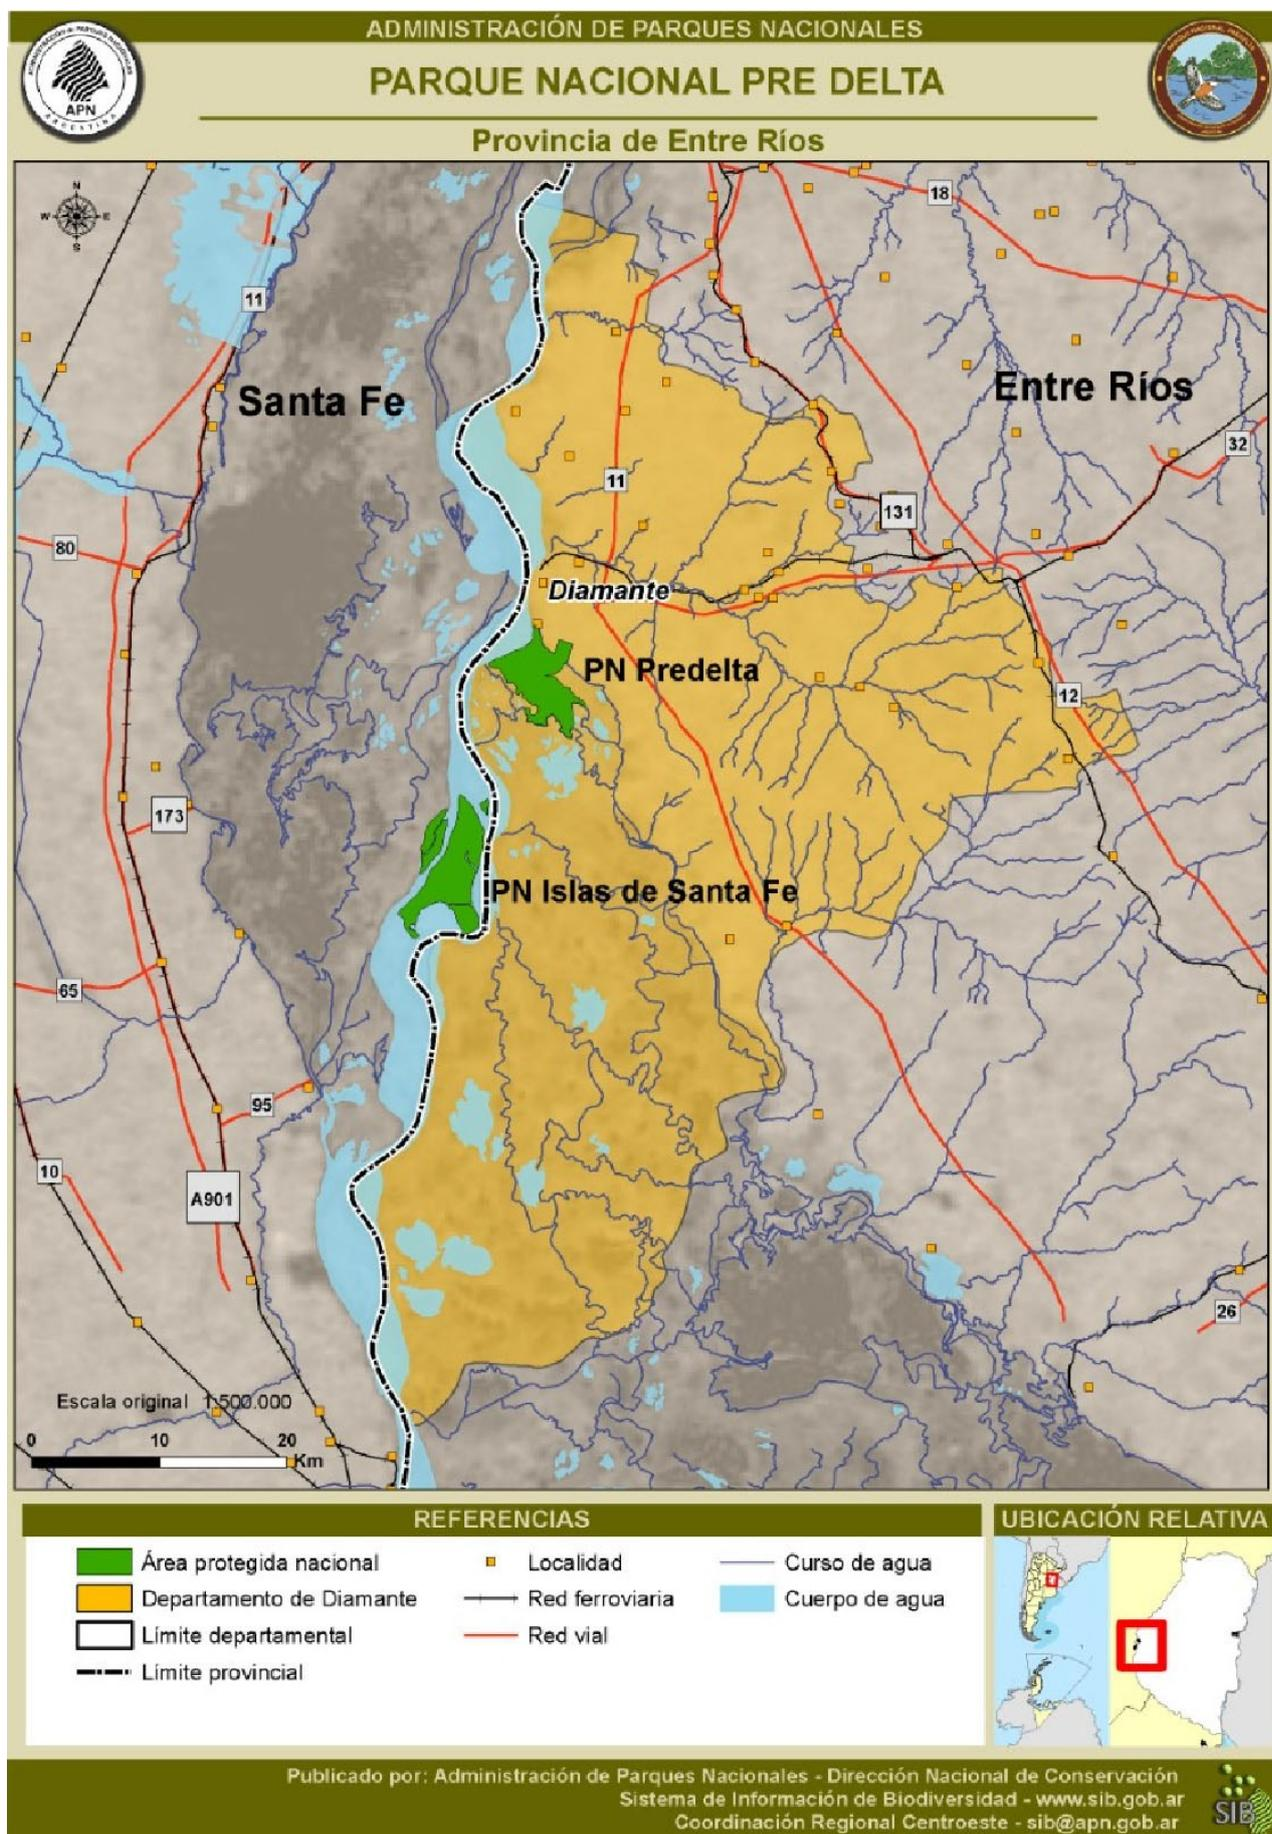 ADMINISTRACIÓN DE PARQUES NACIONALES
APN
ARGENTINA
PARQUE NACIONAL PRE DELTA
Provincia de Entre Ríos
N
W
E
S
18
11
Santa Fe
Entre Ríos
32
11
131
80
Diamante
PN Predelta
12
173
PN Islas de Santa Fe
65
95
10
A901
26
Escala original 1:500.000
0 10 20
Km
REFERENCIAS
UBICACIÓN RELATIVA
Área protegida nacional
Localidad
Curso de agua
Departamento de Diamante
Red ferroviaria
Cuerpo de agua
Límite departamental
Red vial
Límite provincial
Publicado por: Administración de Parques Nacionales - Dirección Nacional de Conservación
Sistema de Información de Biodiversidad - www.sib.gob.ar
Coordinación Regional Centroeste - sib@apn.gob.ar
SIB